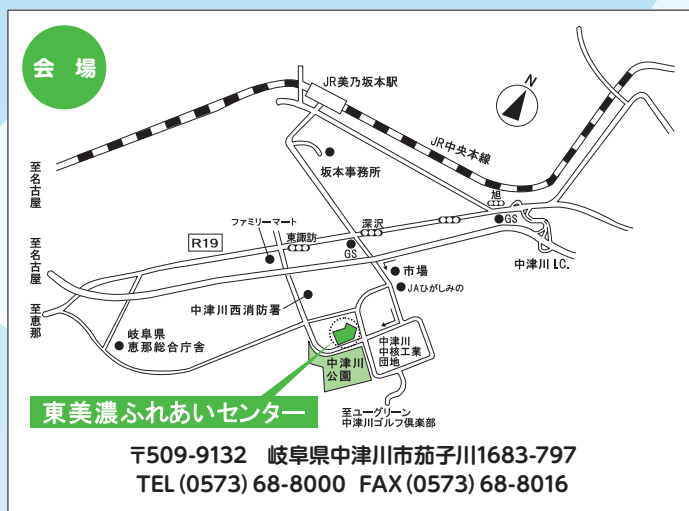 会 場
N
JR美乃坂本駅
JR中央本線
坂本事務所
至名古屋
旭
ファミリーマート
深沢
GS
R19
東諏訪
GS
至名古屋
中津川 I.C.
市場
JAひがしみの
至恵那
中津川西消防署
岐阜県
恵那総合庁舎
中津川
中核工業
団地
中津川
公園
東美濃ふれあいセンター
至ユーグリーン
中津川ゴルフ倶楽部
〒509-9132 岐阜県中津川市茄子川1683-797
TEL (0573) 68-8000 FAX (0573) 68-8016